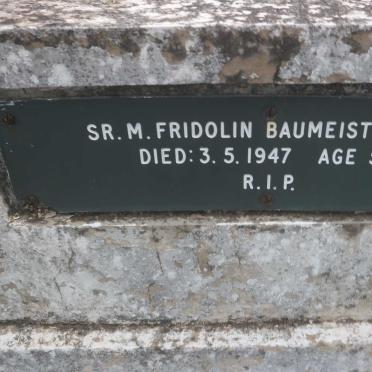 SR. M. FRIDOLIN BAUMEIST
DIED: 3. 5. 1947 AGE
R. I. P.